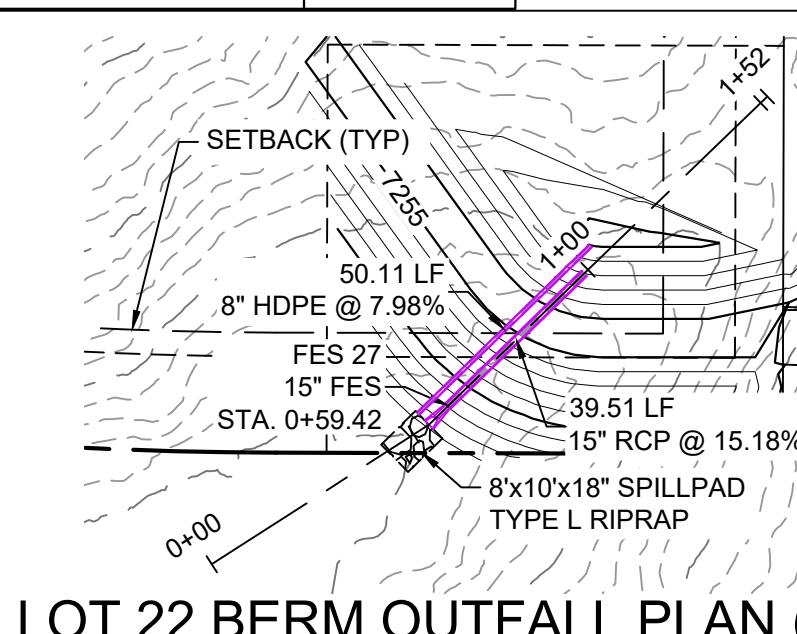 1+52
SETBACK (TYP)
7255
1+00
50.11 LF
8" HDPE @ 7.98%
FES 27
15" FES
STA. 0+59.42
39.51 LF
15" RCP @ 15.18%
8'x10'x18" SPILLPAD
TYPE L RIPRAP
0+00
LOT 22 BERM OUTFALL PLAN (